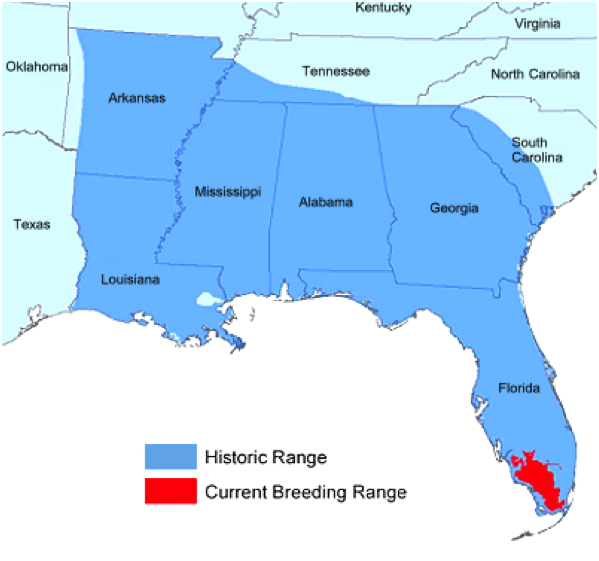 Kentucky
Virginia
Oklahoma
Tennessee
North Carolina
Arkansas
South
Carolina
Mississippi
Alabama
Georgia
Texas
Louisiana
Florida
Historic Range
Current Breeding Range